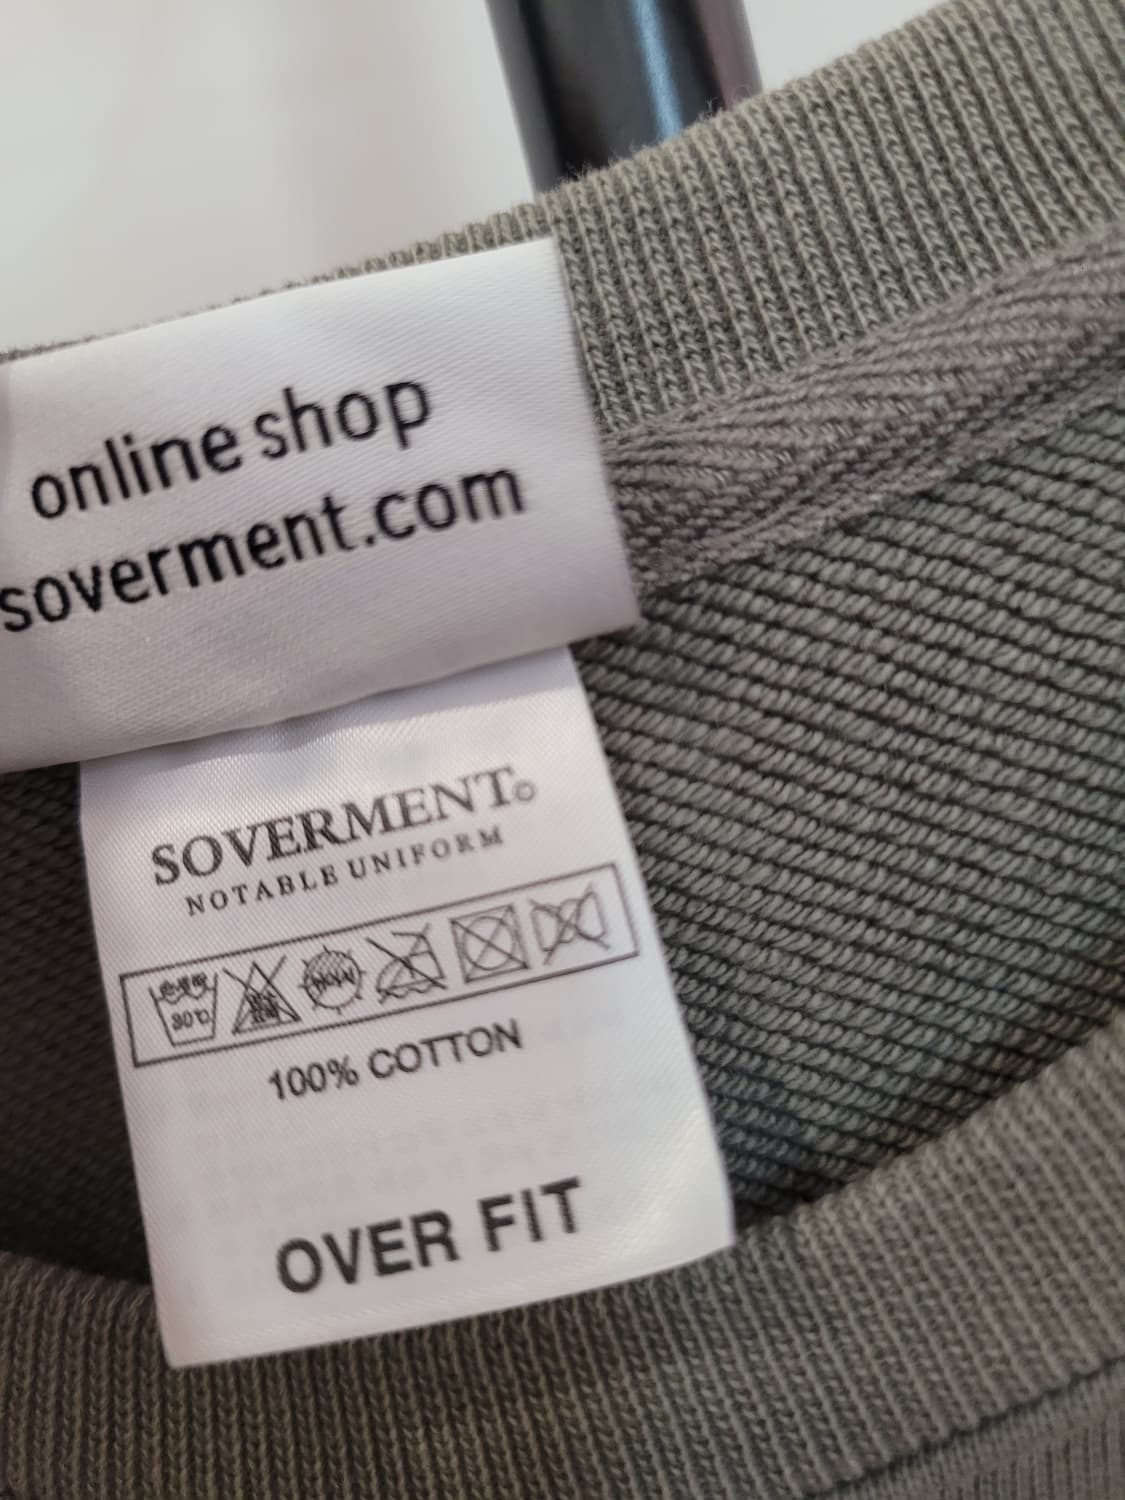 online shop
soverment.com
SOVERMENT©
NOTABLE UNIFORM
30℃
100% COTTON
OVER FIT